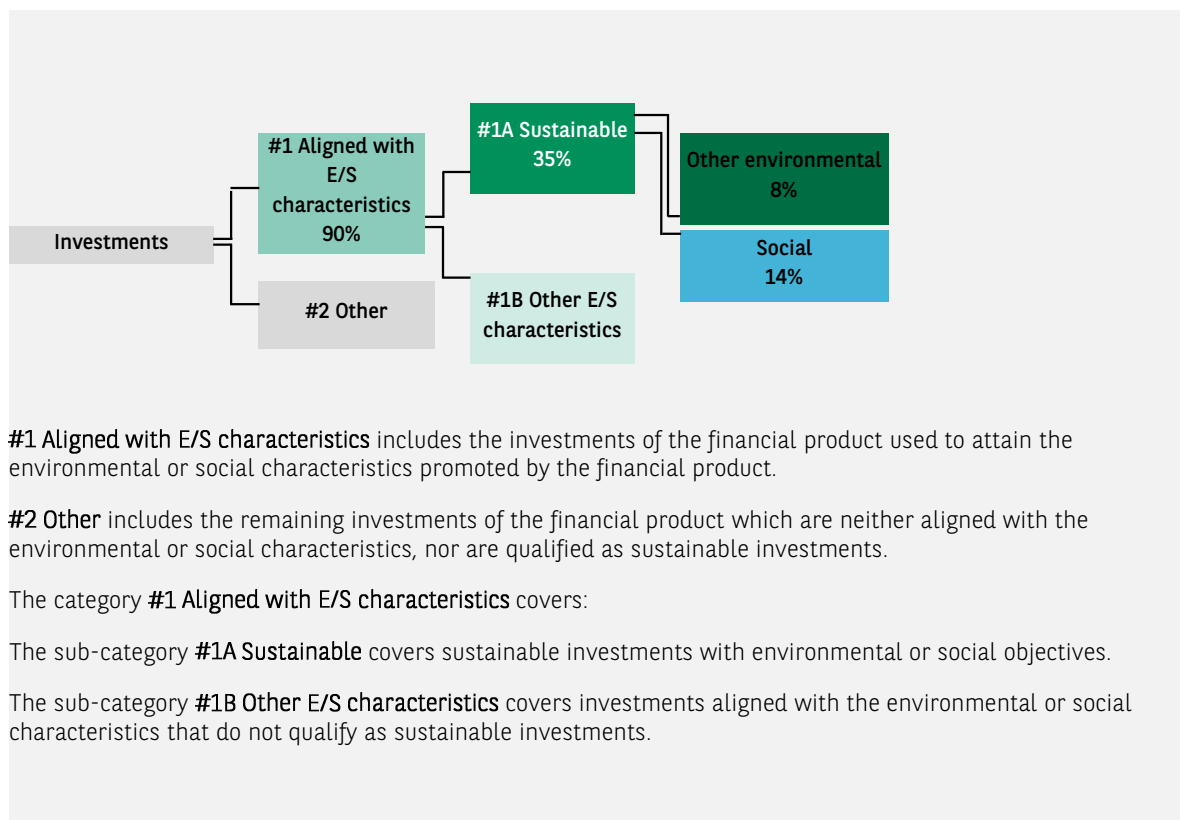 Investments
#1 Aligned with
E/S
characteristics
90%
#2 Other
#1A Sustainable
35%
#1B Other E/S
characteristics
Other environmental
8%
Social
14%
#1 Aligned with E/S characteristics includes the investments of the financial product used to attain the
environmental or social characteristics promoted by the financial product.
#2 Other includes the remaining investments of the financial product which are neither aligned with the
environmental or social characteristics, nor are qualified as sustainable investments.
The category #1 Aligned with E/S characteristics covers:
The sub-category #1A Sustainable covers sustainable investments with environmental or social objectives.
The sub-category #1B Other E/S characteristics covers investments aligned with the environmental or social
characteristics that do not qualify as sustainable investments.